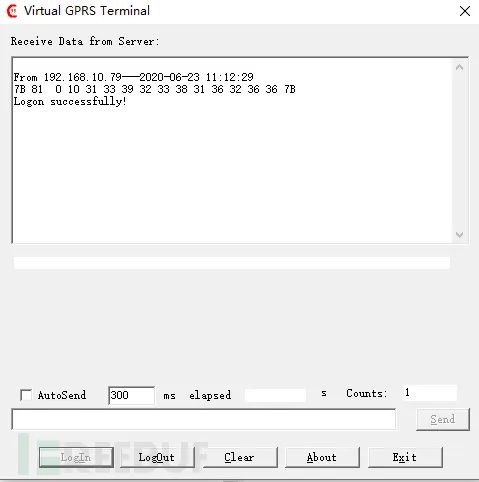 Virtual GPRS Terminal
Receive Data from Server:
From 192.168.10.79---2020-06-23 11:12:29
7B 81  0 10 31 33 39 32 33 38 31 36 32 36 36 7B
Logon successfully!
AutoSend 300 ms elapsed s Counts: 1
Send
FREEBUF
LogIn LogOut Clear About Exit